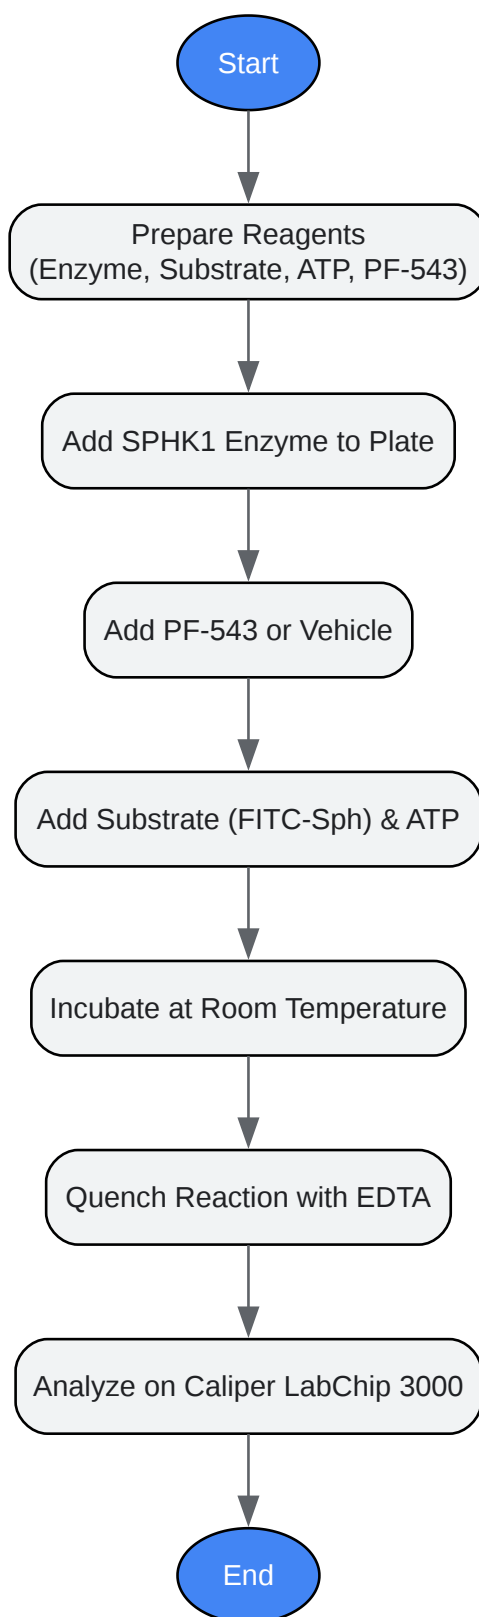 Start
Prepare Reagents
(Enzyme, Substrate, ATP, PF-543)
Add SPHK1 Enzyme to Plate
Add PF-543 or Vehicle
Add Substrate (FITC-Sph) & ATP
Incubate at Room Temperature
Quench Reaction with EDTA
Analyze on Caliper LabChip 3000
End